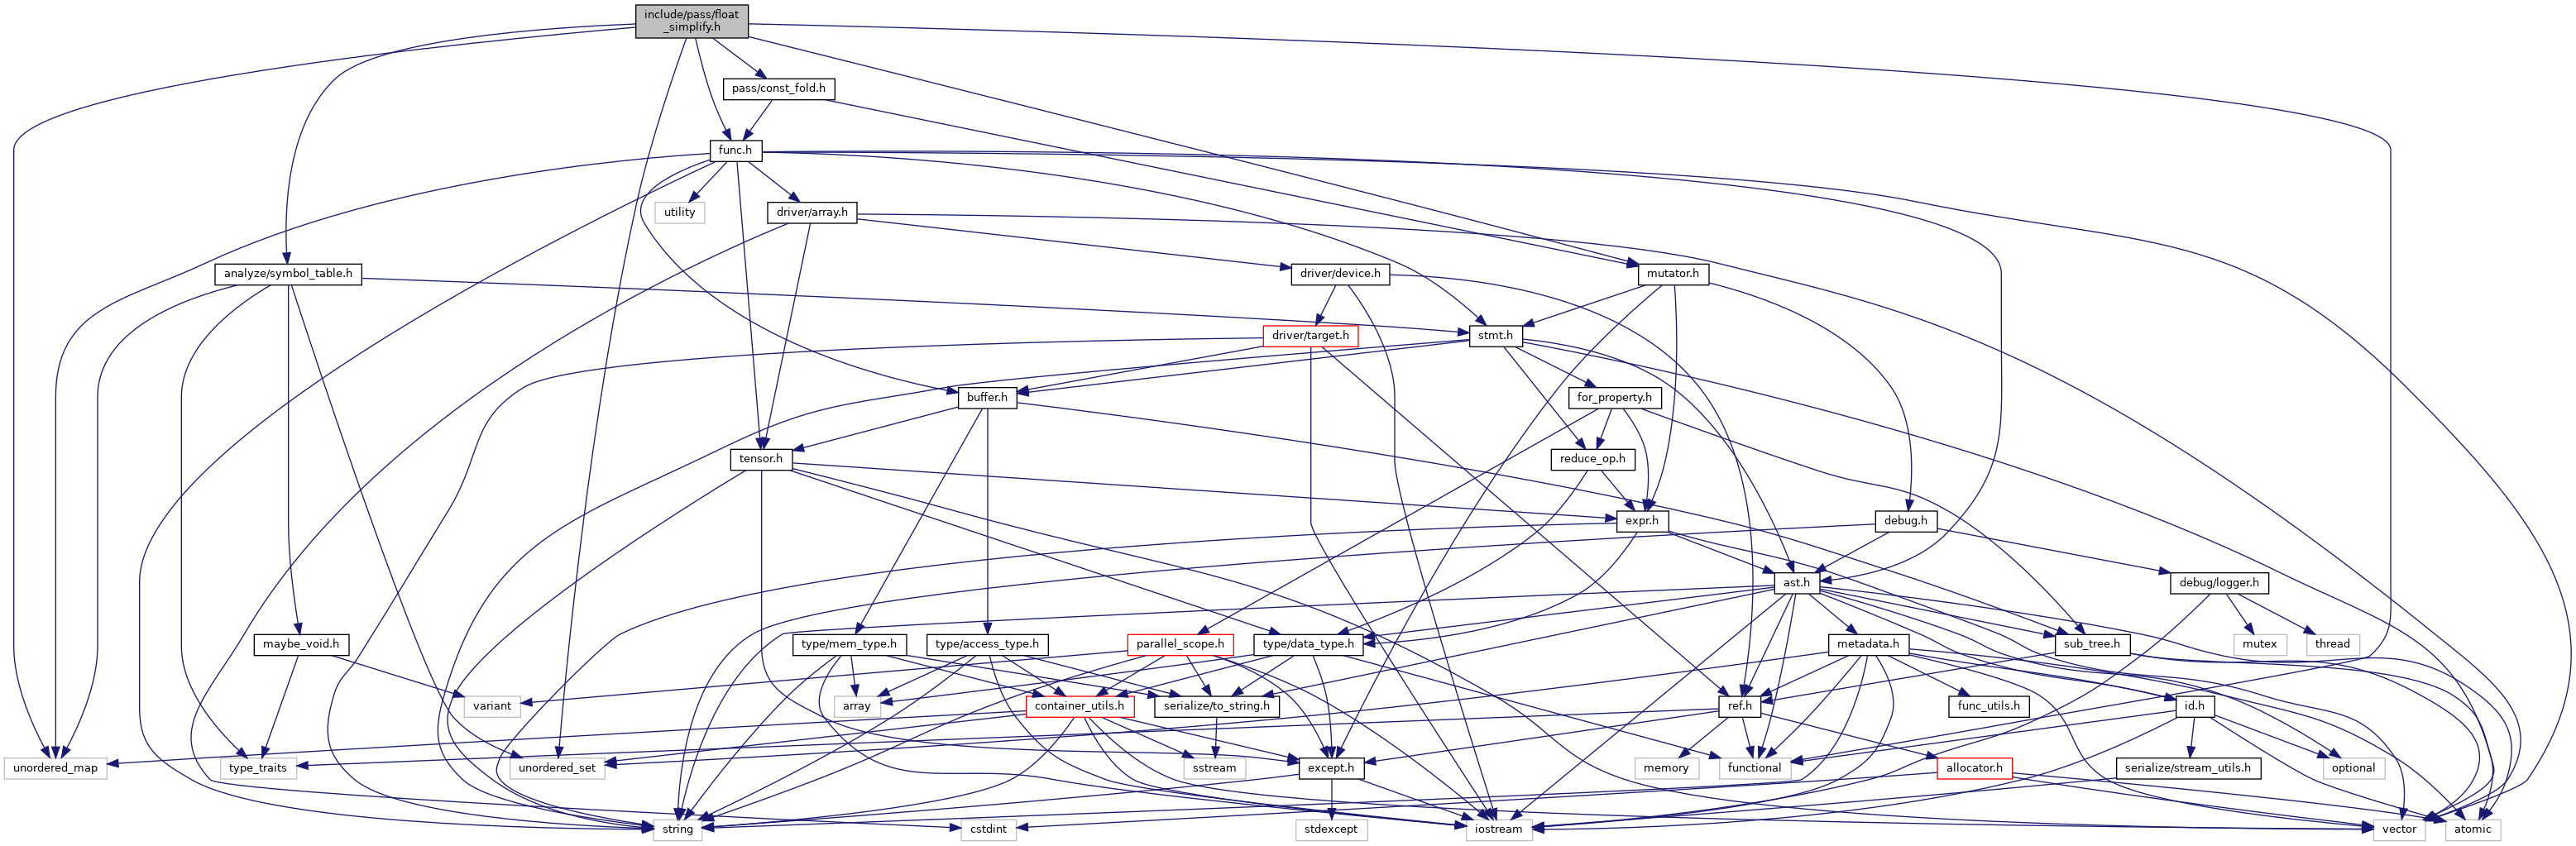 include/pass/float
_simplify.h
pass/const_fold.h
func.h
utility
driver/array.h
analyze/symbol_table.h
driver/device.h
mutator.h
driver/target.h
stmt.h
buffer.h
for_property.h
tensor.h
reduce_op.h
expr.h
debug.h
ast.h
debug/logger.h
maybe_void.h
type/mem_type.h
type/access_type.h
parallel_scope.h
type/data_type.h
metadata.h
sub_tree.h
mutex
thread
variant
array
container_utils.h
serialize/to_string.h
ref.h
func_utils.h
id.h
unordered_map
type_traits
unordered_set
sstream
except.h
memory
functional
allocator.h
serialize/stream_utils.h
optional
string
cstdint
stdexcept
iostream
vector
atomic